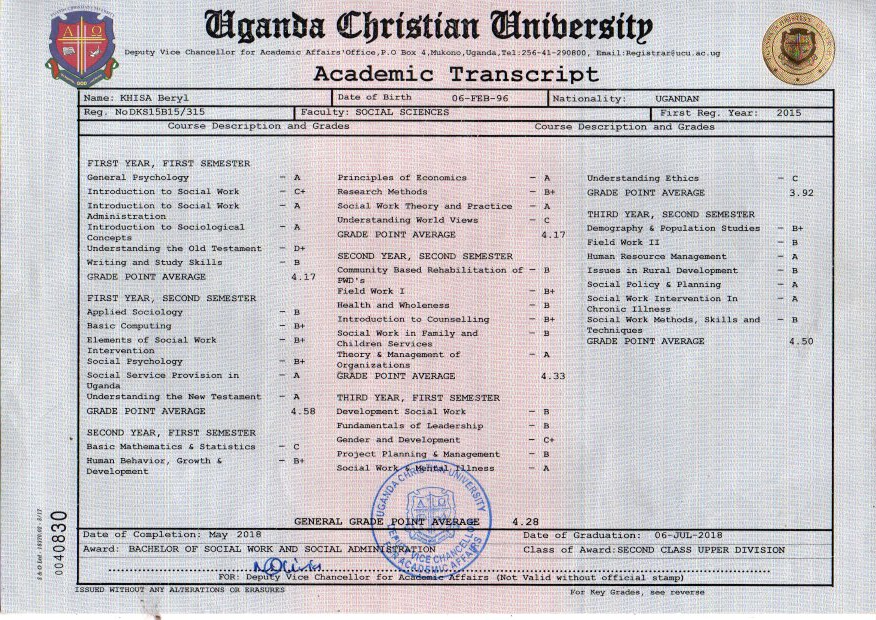 Uganda Christian University
Deputy Vice Chancellor for Academic Affairs'Office,P.O Box 4,Mukono,Uganda,Tel:256-41-290800, Email:Registrar@ucu.ac.ug
Academic Transcript
Name: KHISA Beryl Date of Birth 06-FEB-96 Nationality: UGANDAN
Reg. NoDKS15B15/315 Faculty: SOCIAL SCIENCES First Reg. Year: 2015
Course Description and Grades Course Description and Grades
FIRST YEAR, FIRST SEMESTER
General Psychology - A
Introduction to Social Work - C+
Introduction to Social Work - A
Administration
Introduction to Sociological - A
Concepts
Understanding the Old Testament - D+
Writing and Study Skills - B
GRADE POINT AVERAGE 4.17
FIRST YEAR, SECOND SEMESTER
Applied Sociology - B
Basic Computing - B+
Elements of Social Work - B+
Intervention
Social Psychology - B+
Social Service Provision in - A
Uganda
Understanding the New Testament - A
GRADE POINT AVERAGE 4.58
SECOND YEAR, FIRST SEMESTER
Basic Mathematics & Statistics - C
Human Behavior, Growth & - B+
Development
Principles of Economics - A
Research Methods - B+
Social Work Theory and Practice - A
Understanding World Views - C
GRADE POINT AVERAGE 4.17
SECOND YEAR, SECOND SEMESTER
Community Based Rehabilitation of - B
PWD's
Field Work I - B+
Health and Wholeness - B
Introduction to Counselling - B+
Social Work in Family and - B
Children Services
Theory & Management of - A
Organizations
GRADE POINT AVERAGE 4.33
THIRD YEAR, FIRST SEMESTER
Development Social Work - B
Fundamentals of Leadership - B
Gender and Development - C+
Project Planning & Management - B
Social Work & Mental Illness - A
Understanding Ethics - C
GRADE POINT AVERAGE 3.92
THIRD YEAR, SECOND SEMESTER
Demography & Population Studies - B+
Field Work II - B
Human Resource Management - A
Issues in Rural Development - B
Social Policy & Planning - A
Social Work Intervention In - A
Chronic Illness
Social Work Methods, Skills and - B
Techniques
GRADE POINT AVERAGE 4.50
GENERAL GRADE POINT AVERAGE 4.28
UGANDA CHRISTIAN UNIVERSITY
DEPUTY VICE CHANCELLOR
FOR ACADEMIC AFFAIRS
Date of Completion: May 2018 Date of Graduation: 06-JUL-2018
Award: BACHELOR OF SOCIAL WORK AND SOCIAL ADMINISTRATION Class of Award:SECOND CLASS UPPER DIVISION
FOR: Deputy Vice Chancellor for Academic Affairs (Not Valid without official stamp)
ISSUED WITHOUT ANY ALTERATIONS OR ERASURES For Key Grades, see reverse
0040830